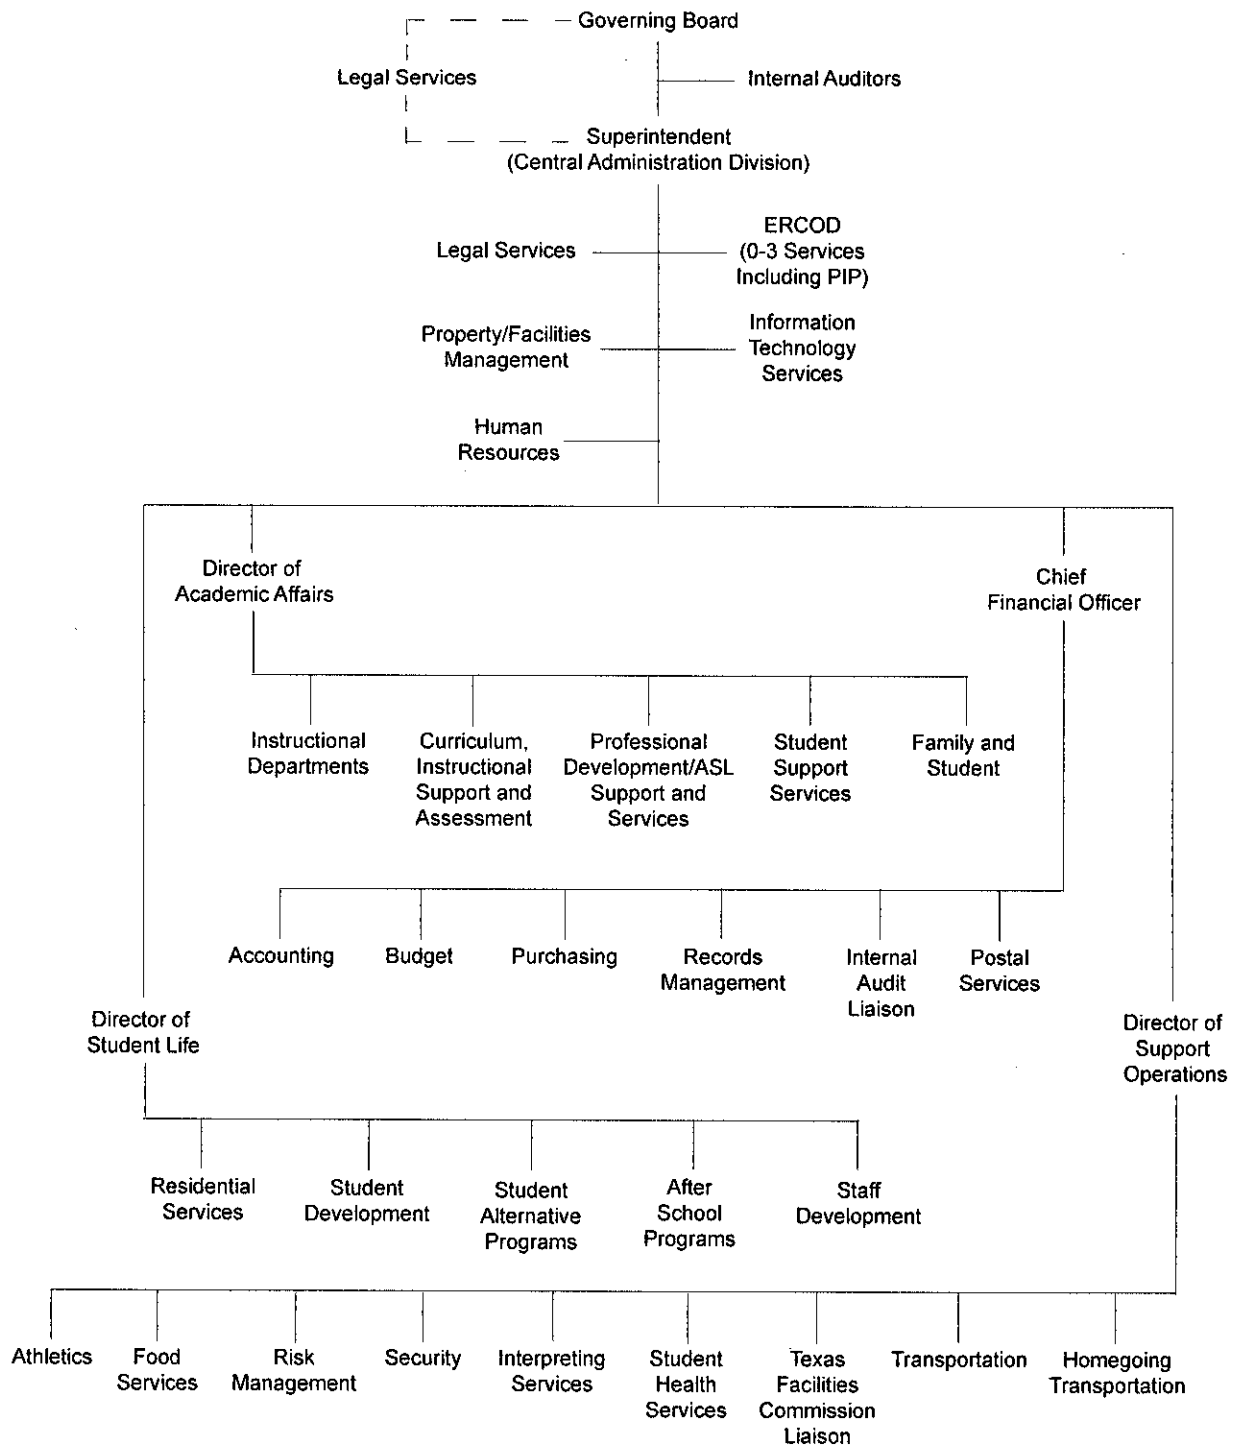 Governing Board
Legal Services
Internal Auditors
Superintendent
(Central Administration Division)
Legal Services
ERCOD
(0-3 Services
Including PIP)
Property/Facilities
Management
Information
Technology
Services
Human
Resources
Director of
Academic Affairs
Chief
Financial Officer
Instructional
Departments
Curriculum,
Instructional
Support and
Assessment
Professional
Development/ASL
Support and
Services
Student
Support
Services
Family and
Student
Accounting
Budget
Purchasing
Records
Management
Internal
Audit
Liaison
Postal
Services
Director of
Student Life
Director of
Support
Operations
Residential
Services
Student
Development
Student
Alternative
Programs
After
School
Programs
Staff
Development
Athletics
Food
Services
Risk
Management
Security
Interpreting
Services
Student
Health
Services
Texas
Facilities
Commission
Liaison
Transportation
Homegoing
Transportation